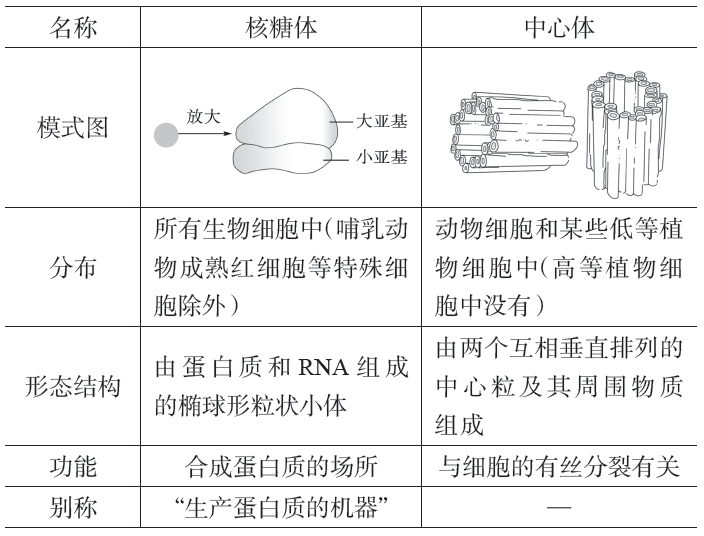 名称 核糖体 中心体
模式图
放大
大亚基
小亚基
分布
所有生物细胞中(哺乳动
物成熟红细胞等特殊细
胞除外)
动物细胞和某些低等植
物细胞中(高等植物细
胞中没有)
形态结构
由蛋白质和RNA组成
的椭球形粒状小体
由两个互相垂直排列的
中心粒及其周围物质
组成
功能 合成蛋白质的场所 与细胞的有丝分裂有关
别称 “生产蛋白质的机器” —